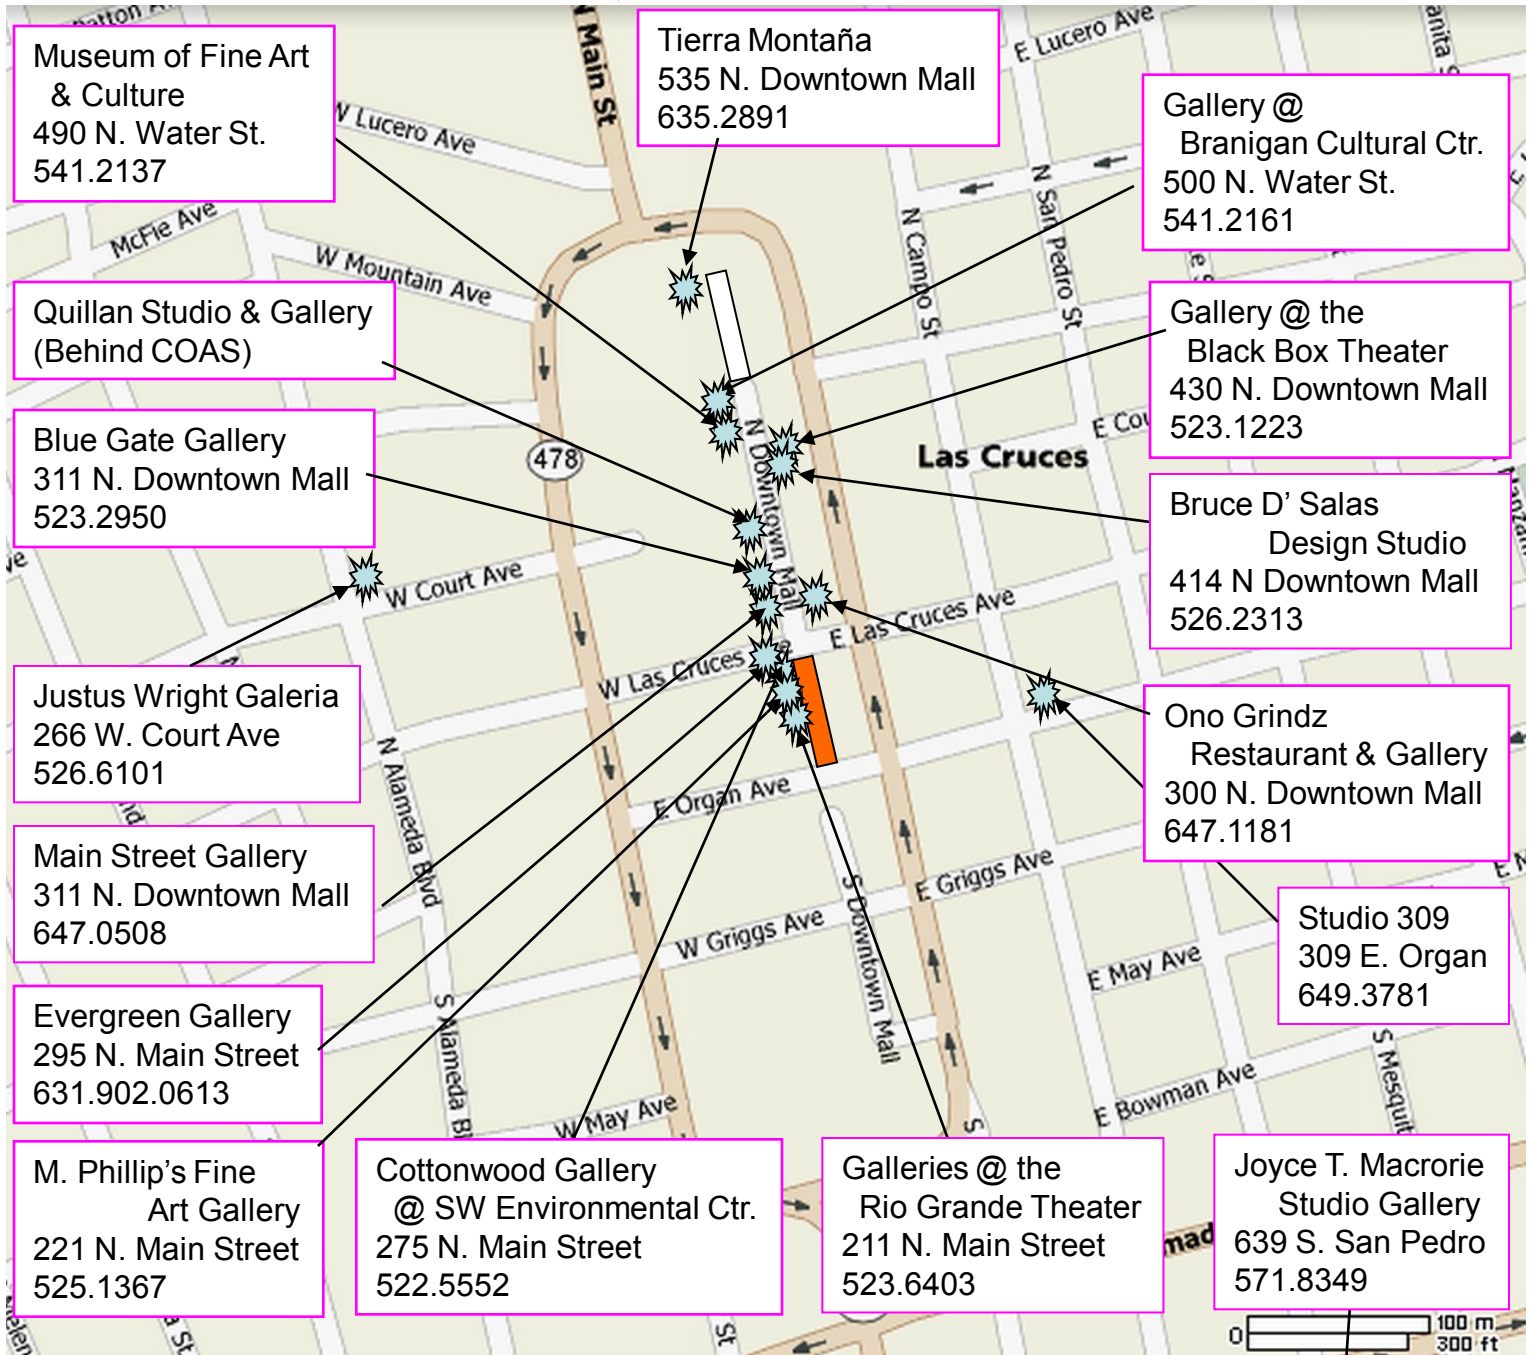 Museum of Fine Art
& Culture
490 N. Water St.
541.2137
Tierra Montaña
535 N. Downtown Mall
635.2891
Gallery @
Branigan Cultural Ctr.
500 N. Water St.
541.2161
Quillan Studio & Gallery
(Behind COAS)
Gallery @ the
Black Box Theater
430 N. Downtown Mall
523.1223
Blue Gate Gallery
311 N. Downtown Mall
523.2950
Bruce D' Salas
Design Studio
414 N Downtown Mall
526.2313
Justus Wright Galeria
266 W. Court Ave
526.6101
Ono Grindz
Restaurant & Gallery
300 N. Downtown Mall
647.1181
Main Street Gallery
311 N. Downtown Mall
647.0508
Studio 309
309 E. Organ
649.3781
Evergreen Gallery
295 N. Main Street
631.902.0613
M. Phillip's Fine
Art Gallery
221 N. Main Street
525.1367
Cottonwood Gallery
@ SW Environmental Ctr.
275 N. Main Street
522.5552
Galleries @ the
Rio Grande Theater
211 N. Main Street
523.6403
Joyce T. Macrorie
Studio Gallery
639 S. San Pedro
571.8349
N Main St
E Lucero Ave
W Lucero Ave
McFie Ave
W Mountain Ave
N Campo St
N San Pedro St
478
N Downtown Mall
Las Cruces
W Court Ave
E Las Cruces Ave
W Las Cruces
N Alameda Blvd
E Organ Ave
E Griggs Ave
W Griggs Ave
S Downtown Mall
E May Ave
S Alameda Bl
W May Ave
E Bowman Ave
S Mesquit
S
St
0
100 m
300 ft